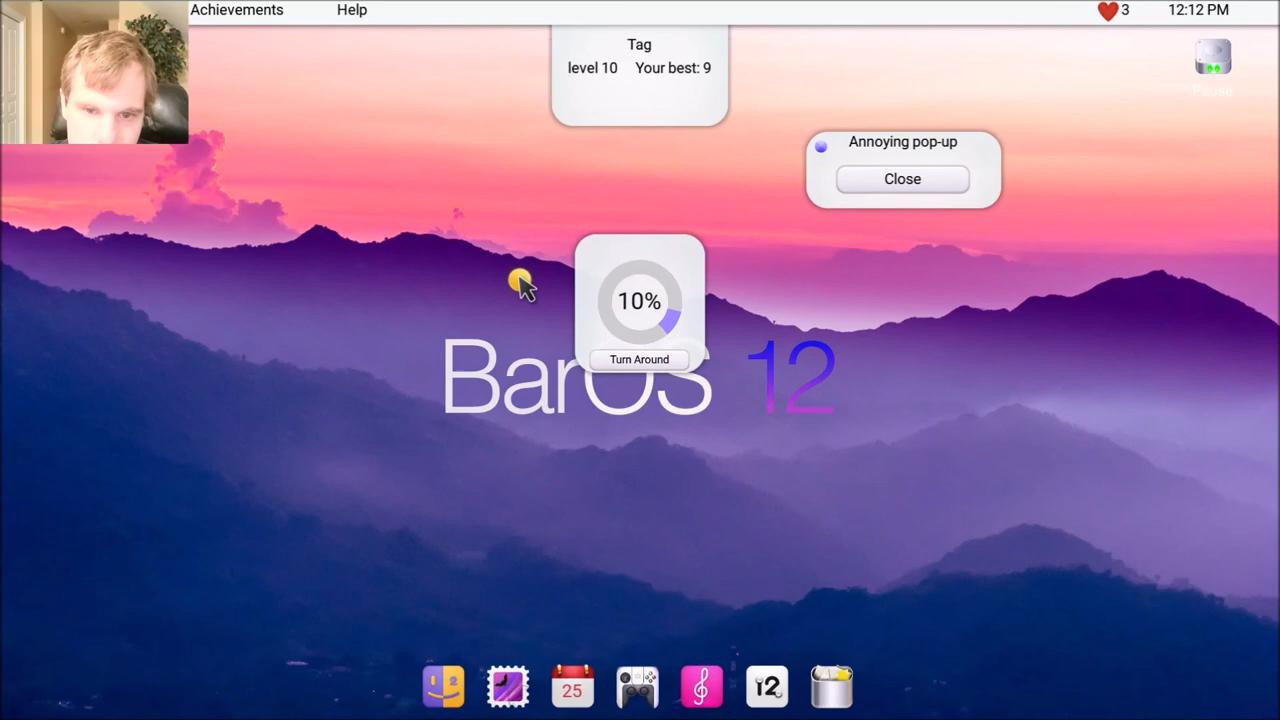 Achievements Help 3 12:12 PM
Tag
level 10 Your best: 9
Pause
Annoying pop-up
Close
10%
Turn Around
BarOS 12
25
12